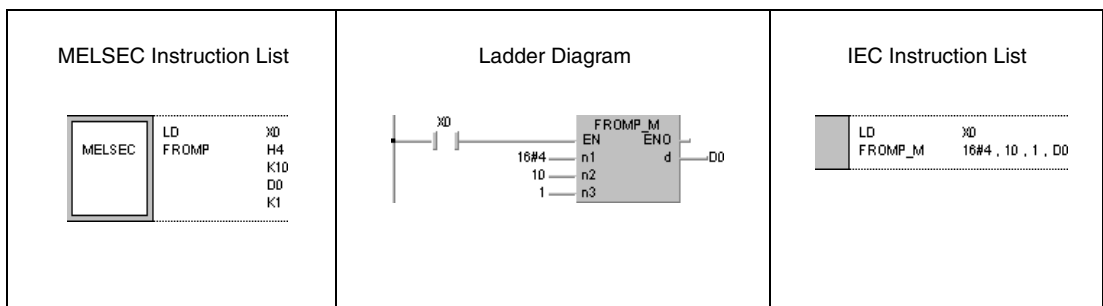 MELSEC Instruction List
MELSEC
LD X0
FROMP H4
K10
D0
K1
Ladder Diagram
X0
FROMP_M
EN ENO
16#4 n1 d D0
10 n2
1 n3
IEC Instruction List
LD X0
FROMP_M 16#4 , 10 , 1 , D0